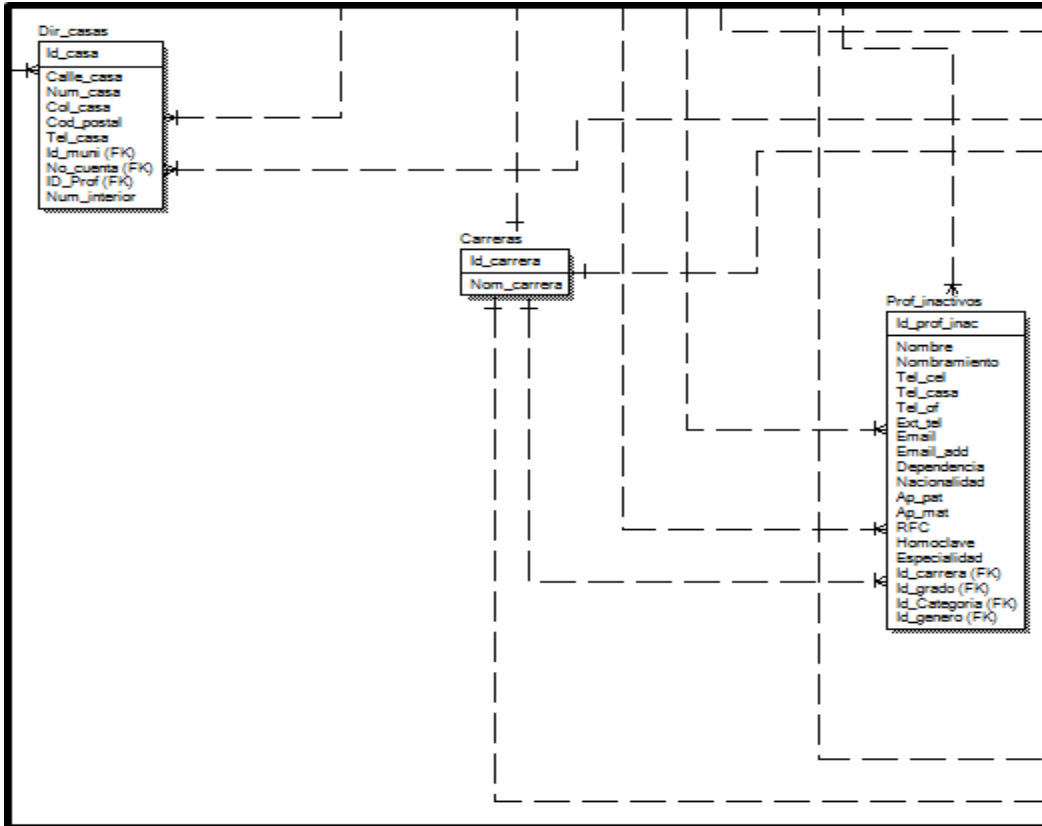 Dir_casas
Id_casa
Calle_casa
Num_casa
Col_casa
Cod_postal
Tel_casa
Id_muni (FK)
No_cuenta (FK)
ID_Prof (FK)
Num_interior
Carreras
Id_carrera
Nom_carrera
Prof_inactivos
Id_prof_inac
Nombre
Nombramiento
Tel_cel
Tel_casa
Tel_of
Ext_tel
Email
Email_add
Dependencia
Nacionalidad
Ap_pat
Ap_mat
RFC
Homoclave
Especialidad
Id_carrera (FK)
Id_grado (FK)
Id_Categoria (FK)
Id_genero (FK)